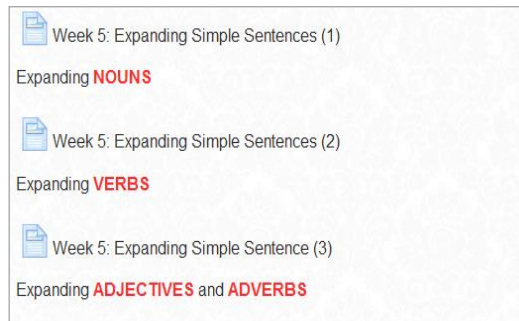 Week 5: Expanding Simple Sentences (1)
Expanding NOUNS
Week 5: Expanding Simple Sentences (2)
Expanding VERBS
Week 5: Expanding Simple Sentence (3)
Expanding ADJECTIVES and ADVERBS